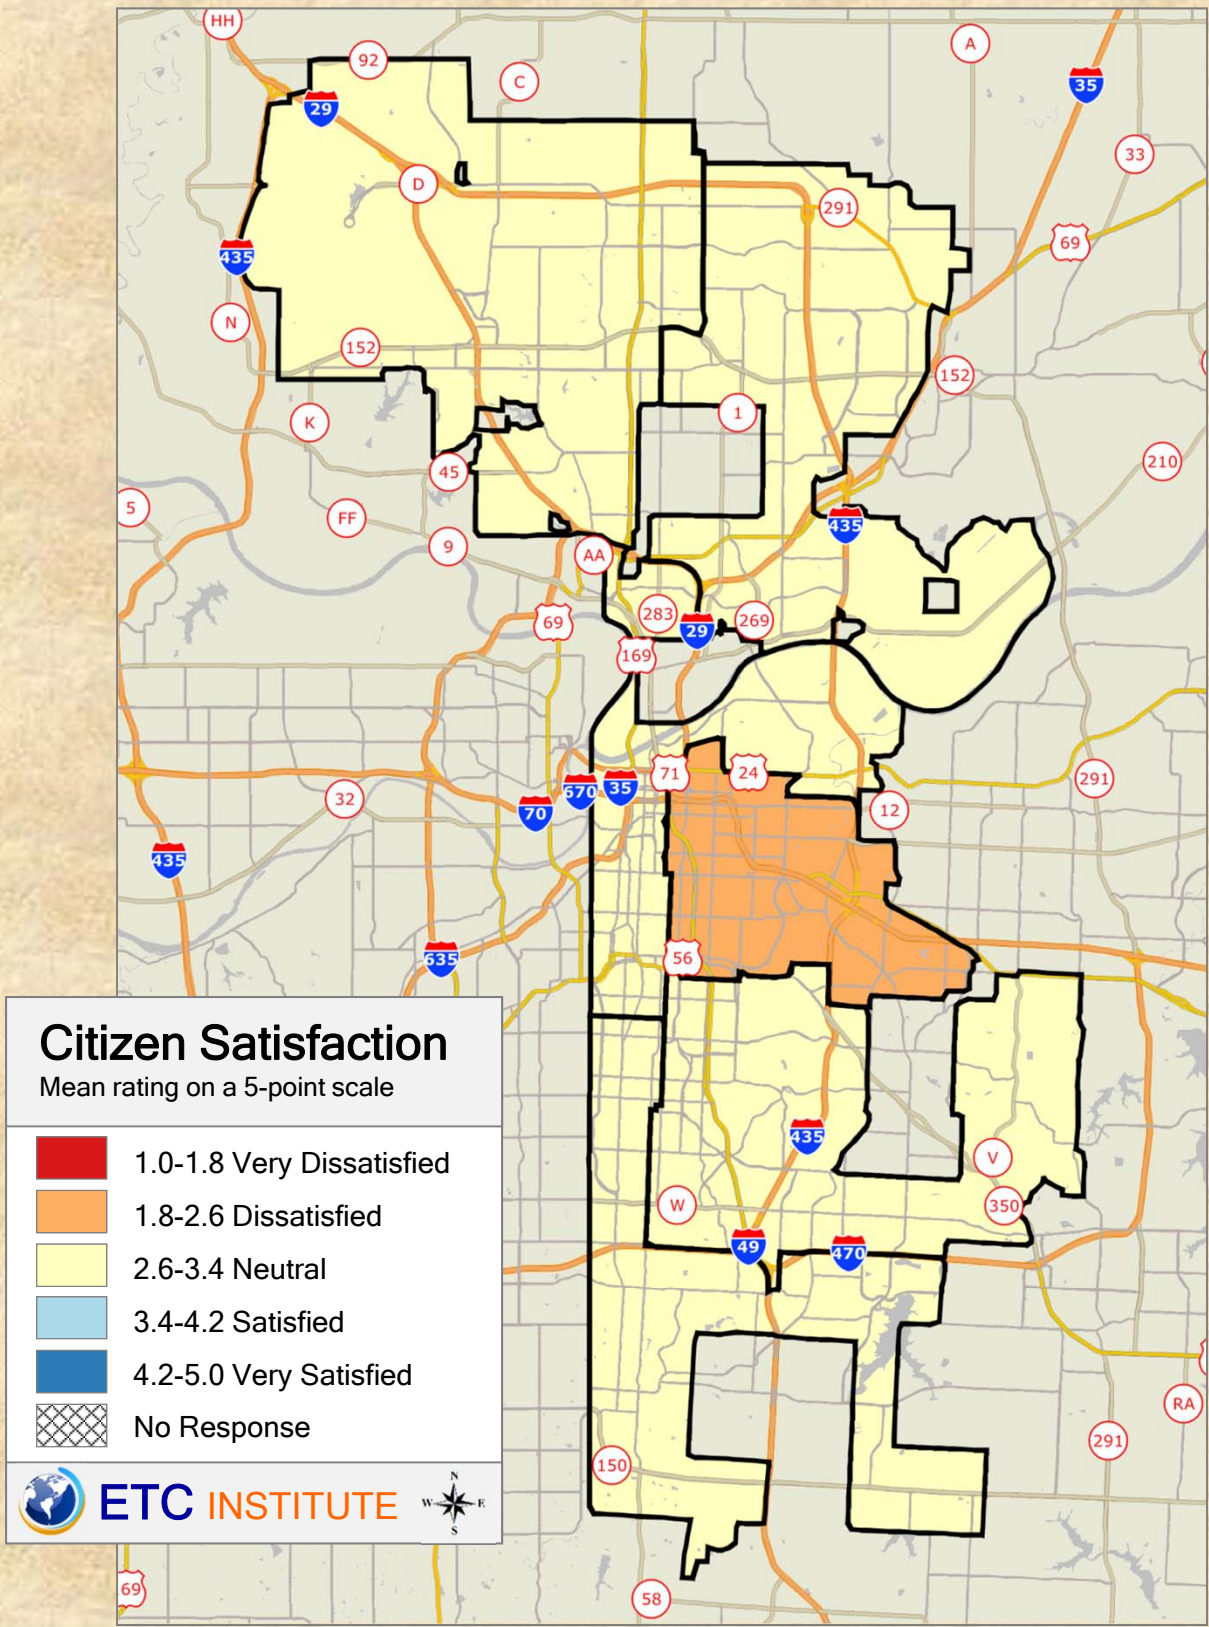 HH
92
C
A
29
35
33
D
291
69
435
N
152
152
1
K
45
210
5
FF
435
9
AA
283
269
69
29
169
71
24
670
35
291
32
70
12
435
56
635
Citizen Satisfaction
Mean rating on a 5-point scale
1.0-1.8 Very Dissatisfied
1.8-2.6 Dissatisfied
2.6-3.4 Neutral
3.4-4.2 Satisfied
4.2-5.0 Very Satisfied
No Response
ETC INSTITUTE
N
W E
S
435
V
W
350
49
470
RA
291
150
69
58